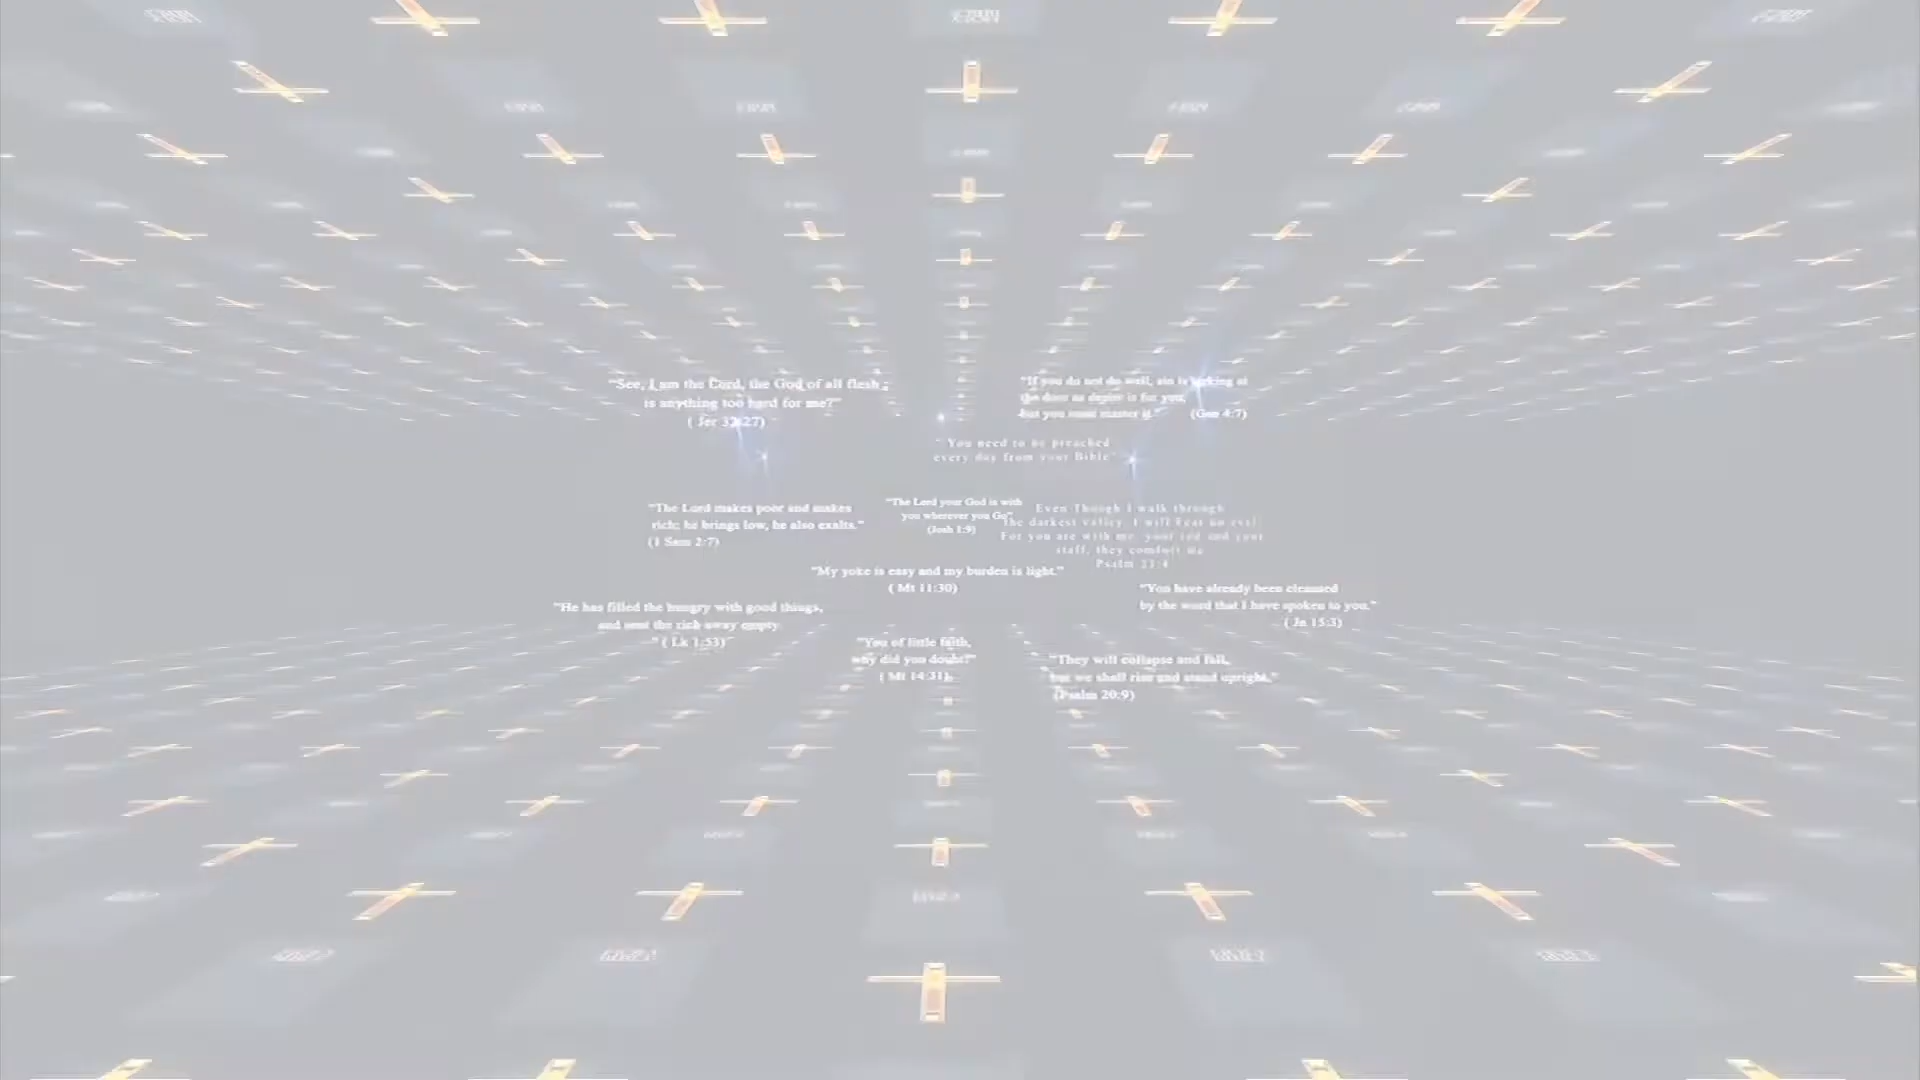 "See, I am the Lord, the God of all flesh;
is anything too hard for me?"
( Jer 32:27)
"If you do not do well, sin is lurking at
the door its desire is for you,
but you must master it." (Gen 4:7)
" You need to be preached
every day from your Bible"
"The Lord makes poor and makes
rich; he brings low, he also exalts."
(1 Sam 2:7)
"The Lord your God is with
you wherever you Go"
(Josh 1:9)
Even Though I walk through
the darkest valley, I will Fear no evil,
For you are with me, your rod and your
staff, they comfort me
Psalm 23:4
"My yoke is easy and my burden is light."
( Mt 11:30)
"You have already been cleansed
by the word that I have spoken to you."
( Jn 15:3)
"He has filled the hungry with good things,
and sent the rich away empty
" ( Lk 1:53)
"You of little faith,
why did you doubt?"
( Mt 14:31)
"They will collapse and fall,
but we shall rise and stand upright."
(Psalm 20:9)